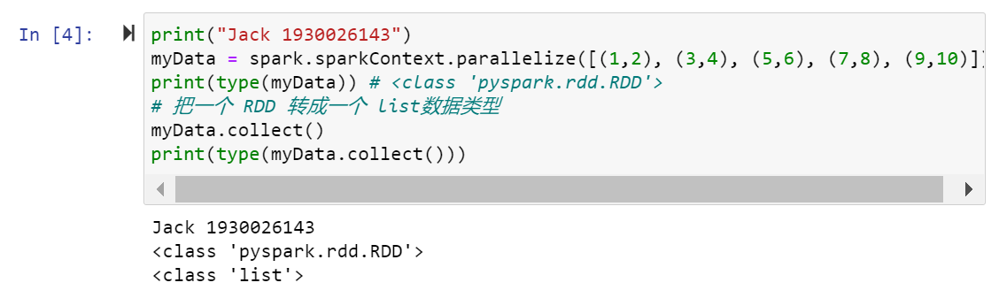 In [4]:
print("Jack 1930026143")
myData = spark.sparkContext.parallelize([(1,2), (3,4), (5,6), (7,8), (9,10)])
print(type(myData)) # <class 'pyspark.rdd.RDD'>
# 把一个 RDD 转成一个 list数据类型
myData.collect()
print(type(myData.collect()))
Jack 1930026143
<class 'pyspark.rdd.RDD'>
<class 'list'>